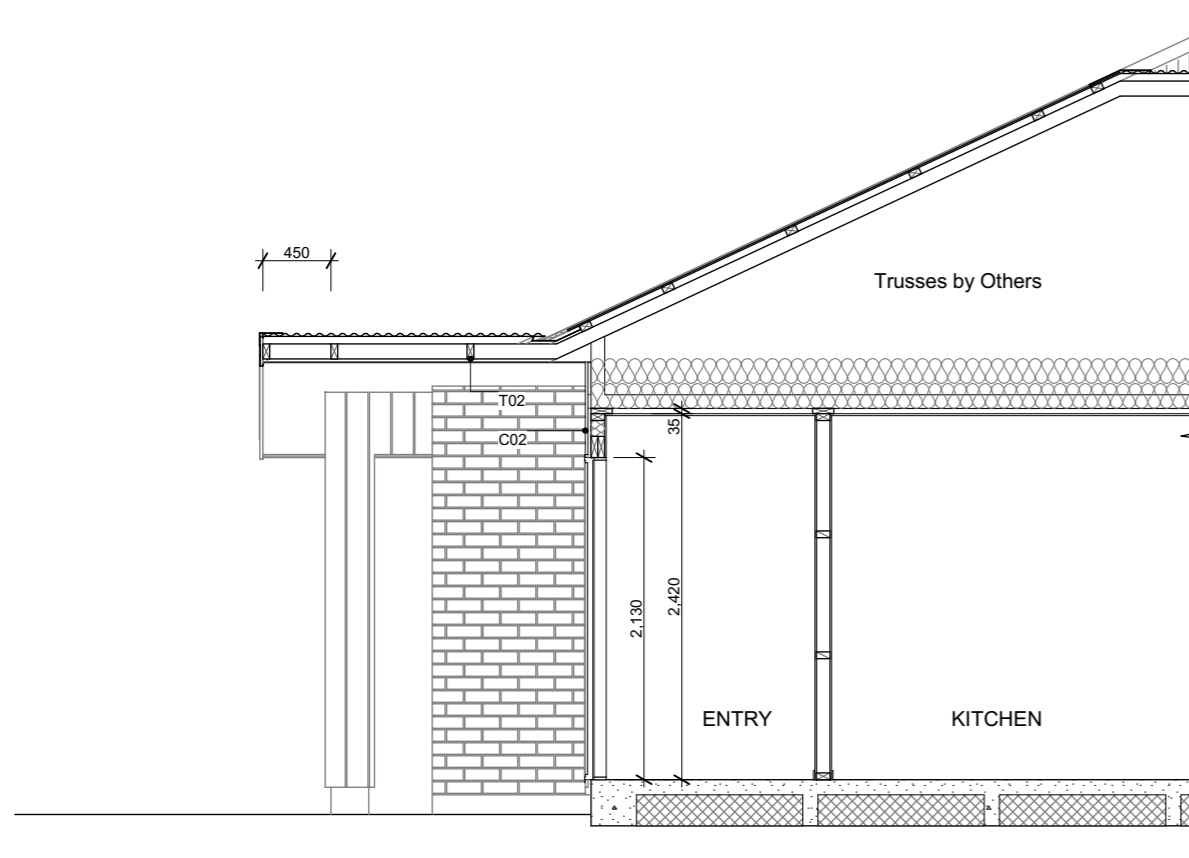 450
Trusses by Others
T02
C02
35
2,130
2,420
ENTRY
KITCHEN